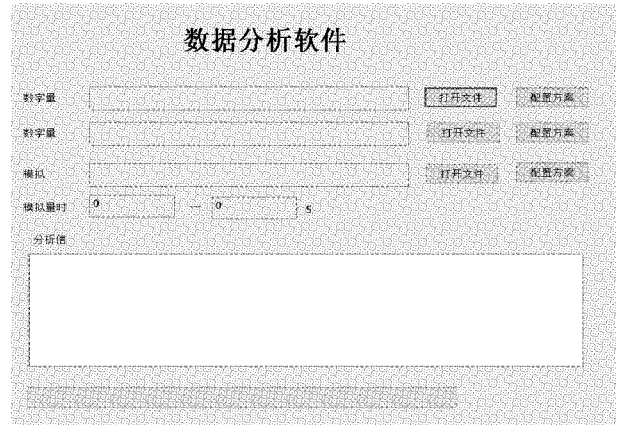 数据分析软件
数字量 打开文件 配置方案
数字量 打开文件 配置方案
模拟 打开文件 配置方案
模拟量时 0 — 0 s
分析信